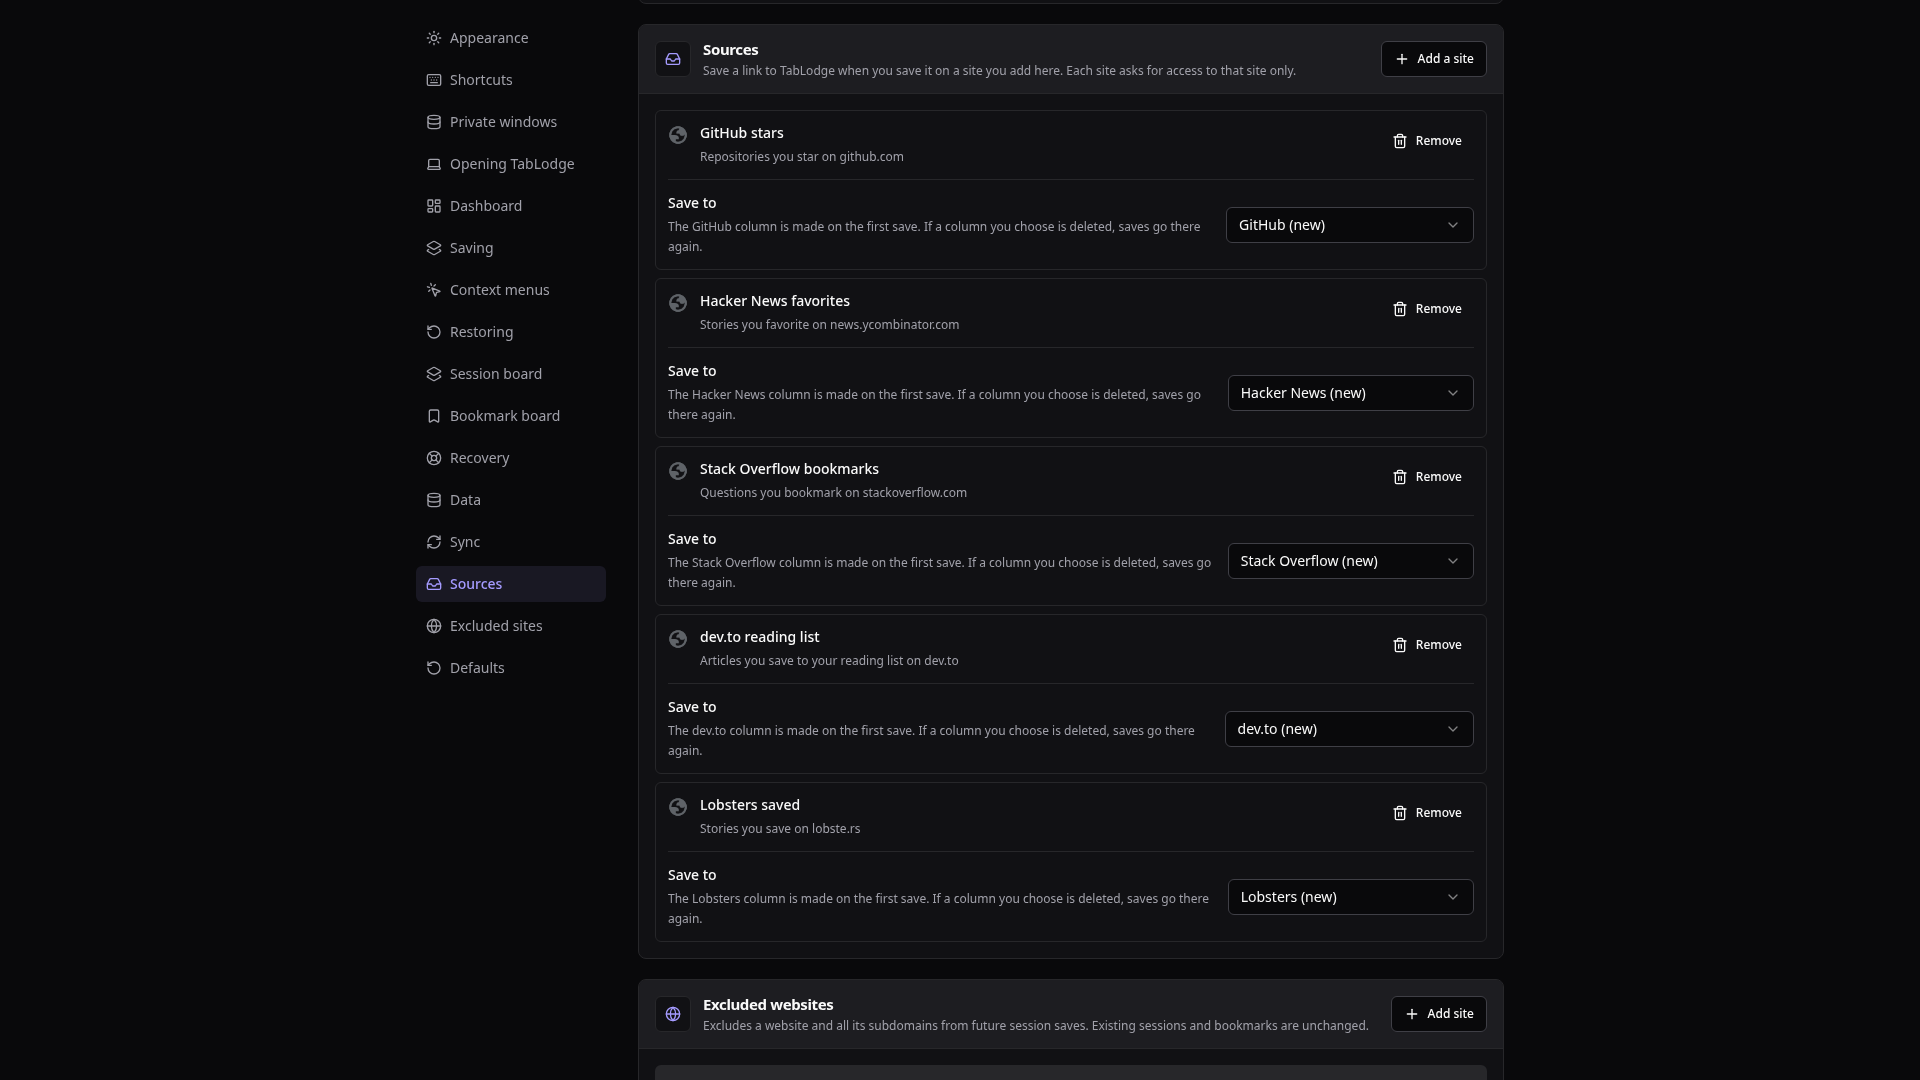 Appearance
Shortcuts
Private windows
Opening TabLodge
Dashboard
Saving
Context menus
Restoring
Session board
Bookmark board
Recovery
Data
Sync
Sources
Excluded sites
Defaults
Sources
Save a link to TabLodge when you save it on a site you add here. Each site asks for access to that site only.
Add a site
GitHub stars
Repositories you star on github.com
Remove
Save to
The GitHub column is made on the first save. If a column you choose is deleted, saves go there
again.
GitHub (new)
Hacker News favorites
Stories you favorite on news.ycombinator.com
Remove
Save to
The Hacker News column is made on the first save. If a column you choose is deleted, saves go
there again.
Hacker News (new)
Stack Overflow bookmarks
Questions you bookmark on stackoverflow.com
Remove
Save to
The Stack Overflow column is made on the first save. If a column you choose is deleted, saves go
there again.
Stack Overflow (new)
dev.to reading list
Articles you save to your reading list on dev.to
Remove
Save to
The dev.to column is made on the first save. If a column you choose is deleted, saves go there
again.
dev.to (new)
Lobsters saved
Stories you save on lobste.rs
Remove
Save to
The Lobsters column is made on the first save. If a column you choose is deleted, saves go there
again.
Lobsters (new)
Excluded websites
Excludes a website and all its subdomains from future session saves. Existing sessions and bookmarks are unchanged.
Add site